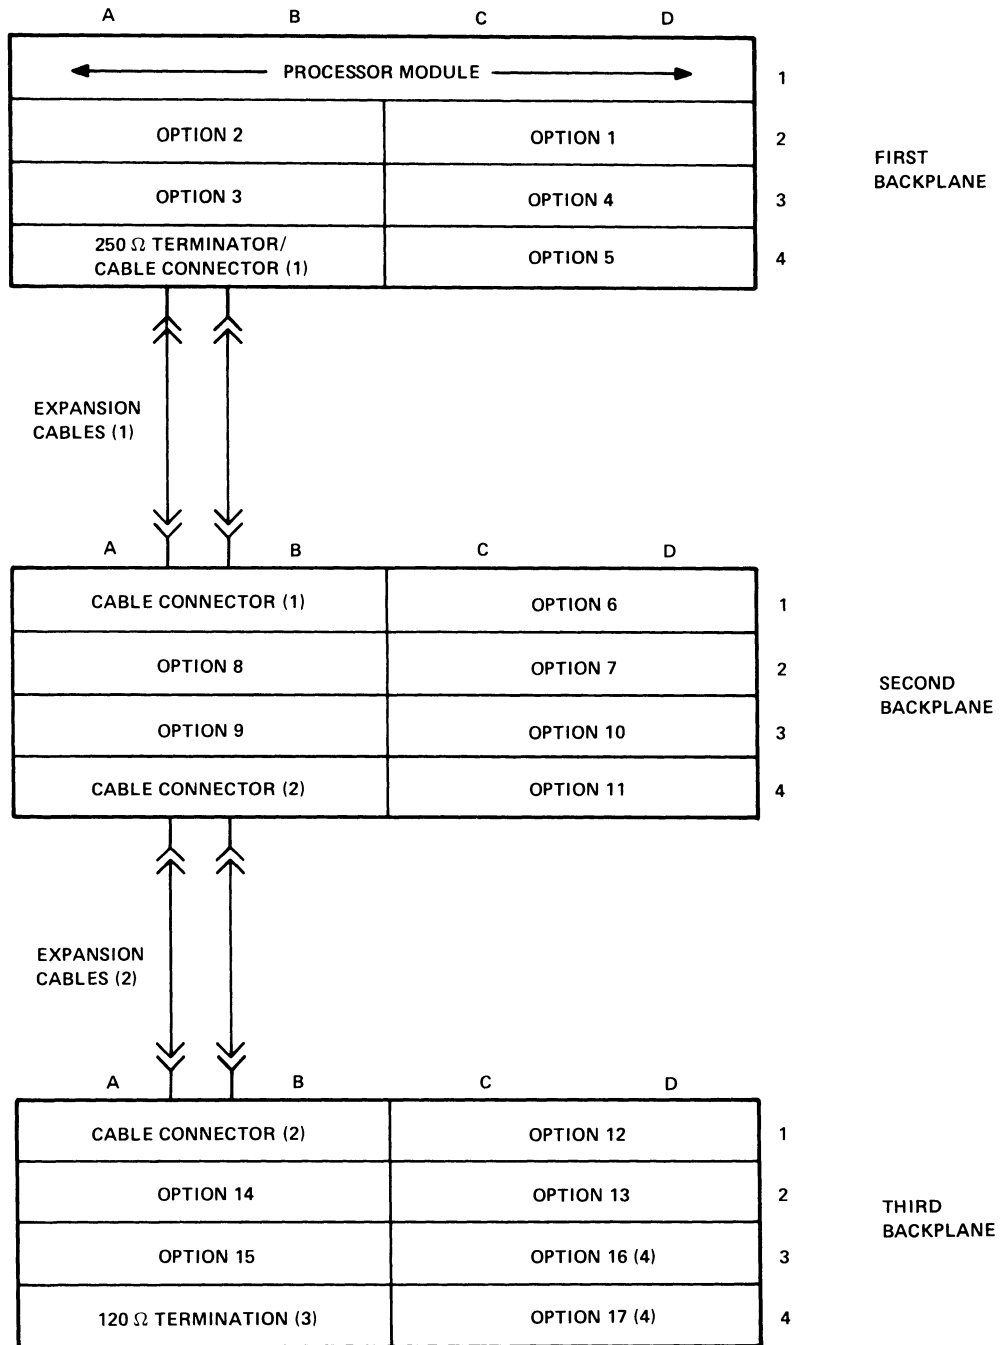 A B C D
PROCESSOR MODULE 1
OPTION 2 OPTION 1 2
FIRST
BACKPLANE
OPTION 3 OPTION 4 3
250 Ω TERMINATOR/
CABLE CONNECTOR (1) OPTION 5 4
EXPANSION
CABLES (1)
A B C D
CABLE CONNECTOR (1) OPTION 6 1
OPTION 8 OPTION 7 2
SECOND
BACKPLANE
OPTION 9 OPTION 10 3
CABLE CONNECTOR (2) OPTION 11 4
EXPANSION
CABLES (2)
A B C D
CABLE CONNECTOR (2) OPTION 12 1
OPTION 14 OPTION 13 2
THIRD
BACKPLANE
OPTION 15 OPTION 16 (4) 3
120 Ω TERMINATION (3) OPTION 17 (4) 4